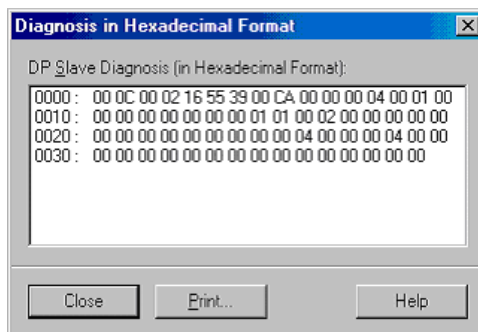 Diagnosis in Hexadecimal Format
DP Slave Diagnosis (in Hexadecimal Format):
0000 : 00 0C 00 02 16 55 39 00 CA 00 00 00 04 00 01 00
0010 : 00 00 00 00 00 00 01 01 00 02 00 00 00 00 00
0020 : 00 00 00 00 00 00 00 00 00 04 00 00 00 04 00 00
0030 : 00 00 00 00 00 00 00 00 00 00 00 00 00 00 00
Close
Print...
Help